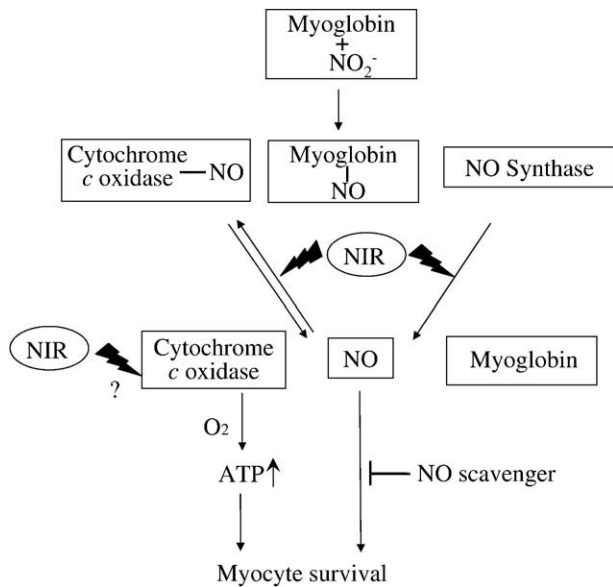 Myoglobin
+
NO₂⁻
Cytochrome
c oxidase — NO
Myoglobin
NO
NO Synthase
NIR
NIR
?
Cytochrome
c oxidase
NO
Myoglobin
O₂
ATP↑
NO scavenger
Myocyte survival